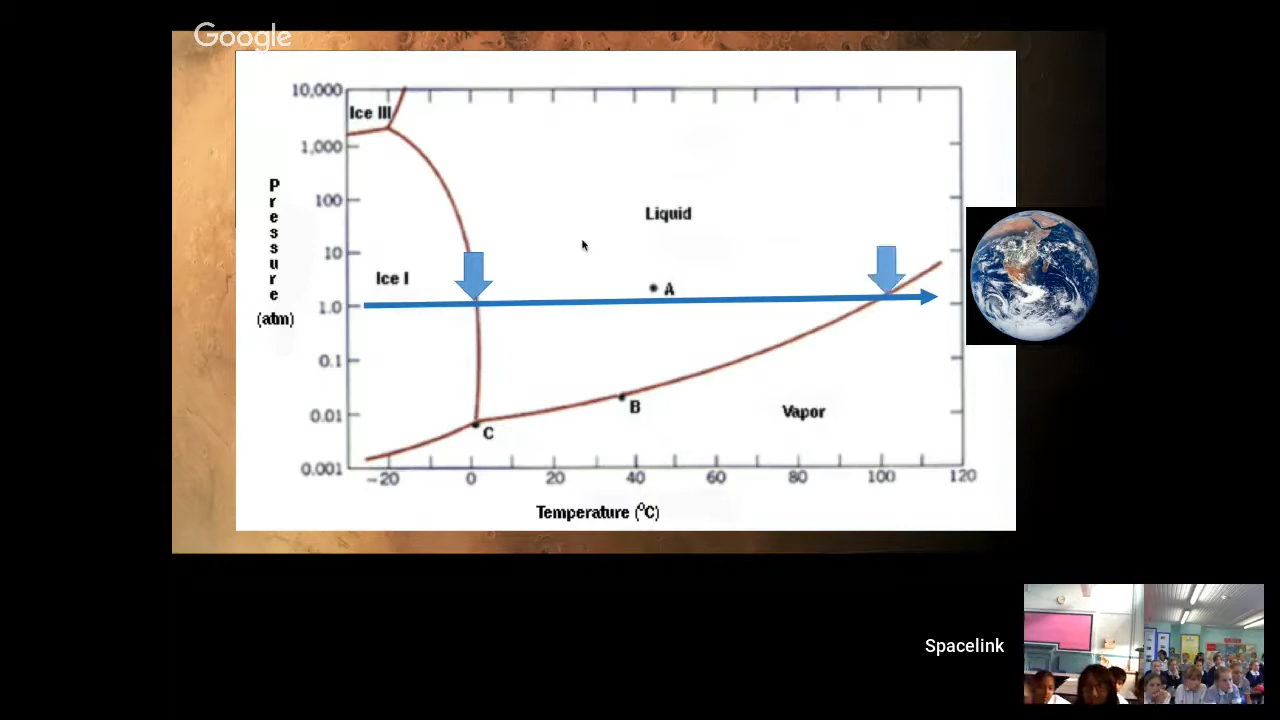 Google
10,000
Ice III
1,000
100
Liquid
10
Ice I
A
1.0
0.1
B
Vapor
0.01
C
0.001
−20
0
20
40
60
80
100
120
Pressure
(atm)
Temperature (⁰C)
Spacelink